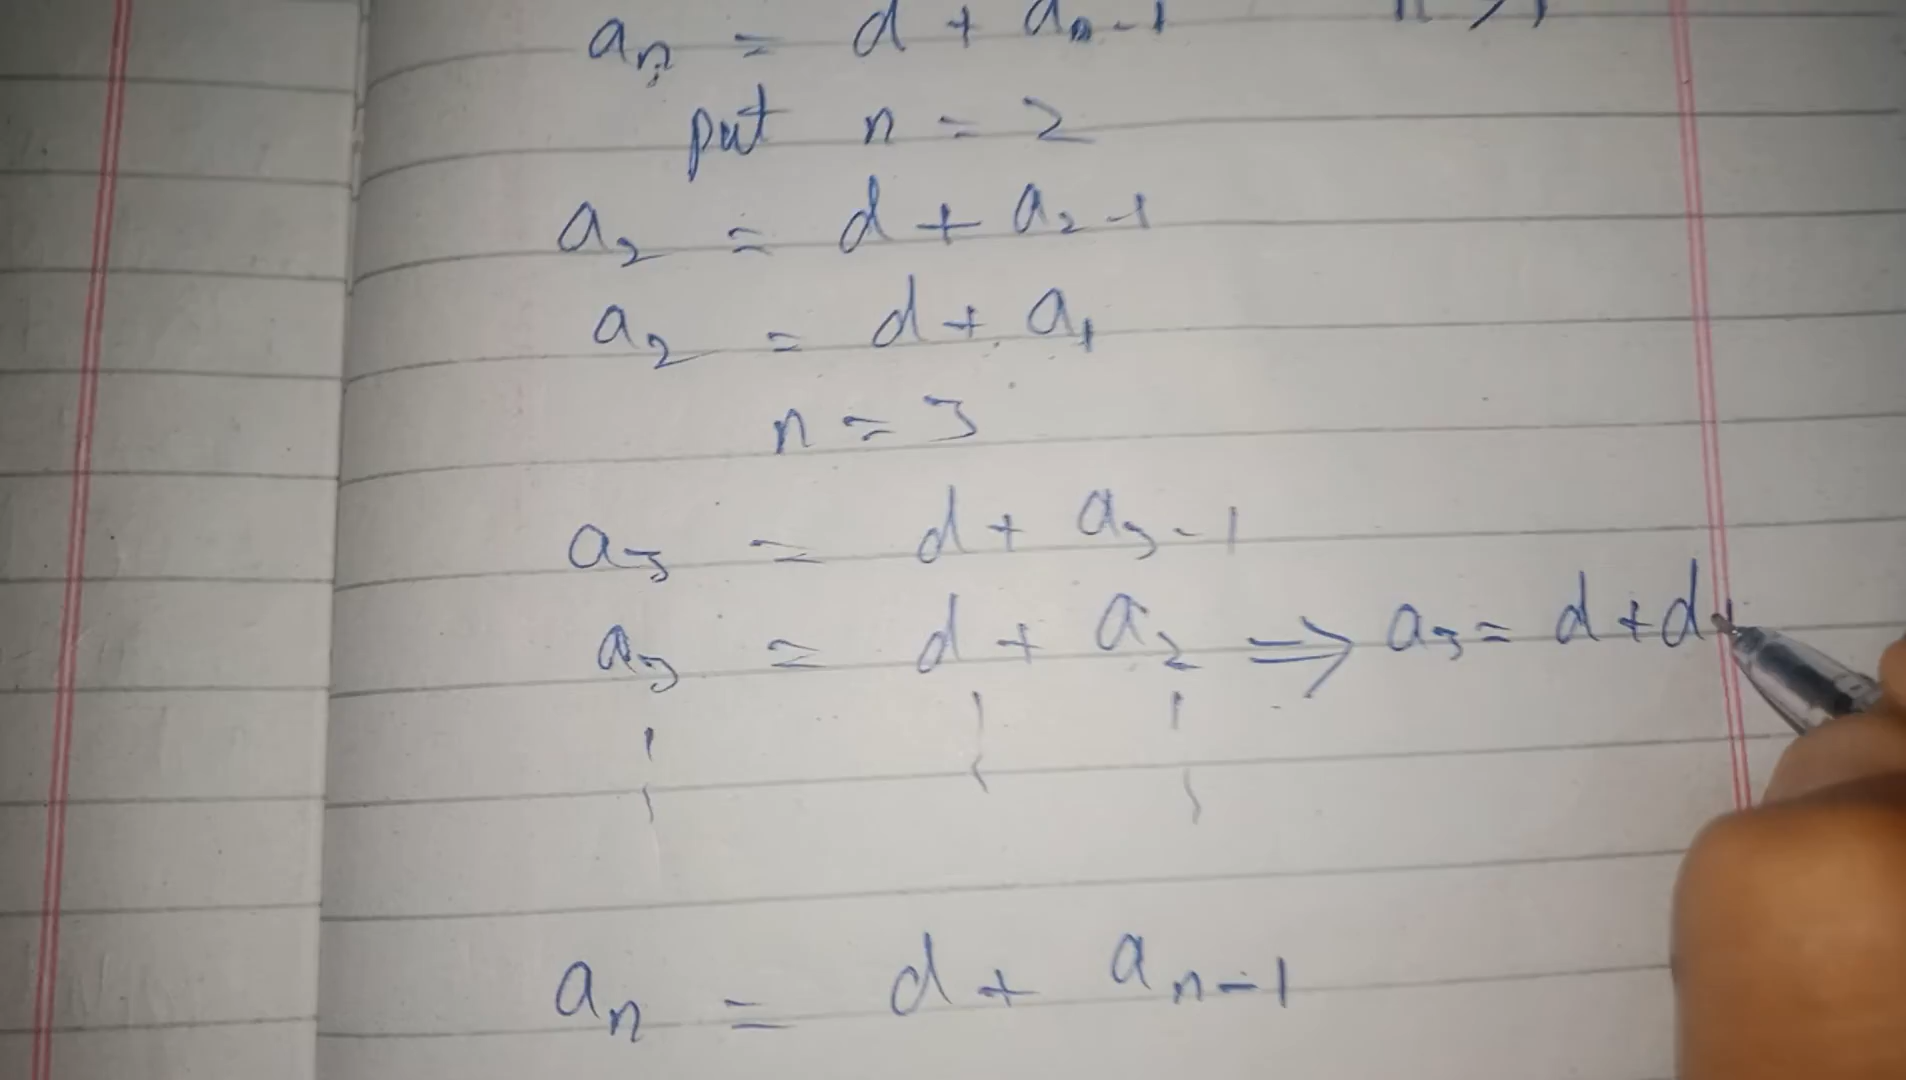 aₙ = d + aₙ₋₁ n > 1
put n = 2
a₂ = d + a₂₋₁
a₂ = d + a₁
n = 3
a₃ = d + a₃₋₁
a₃ = d + a₂ ⇒ a₃ = d + d +
aₙ = d + aₙ₋₁